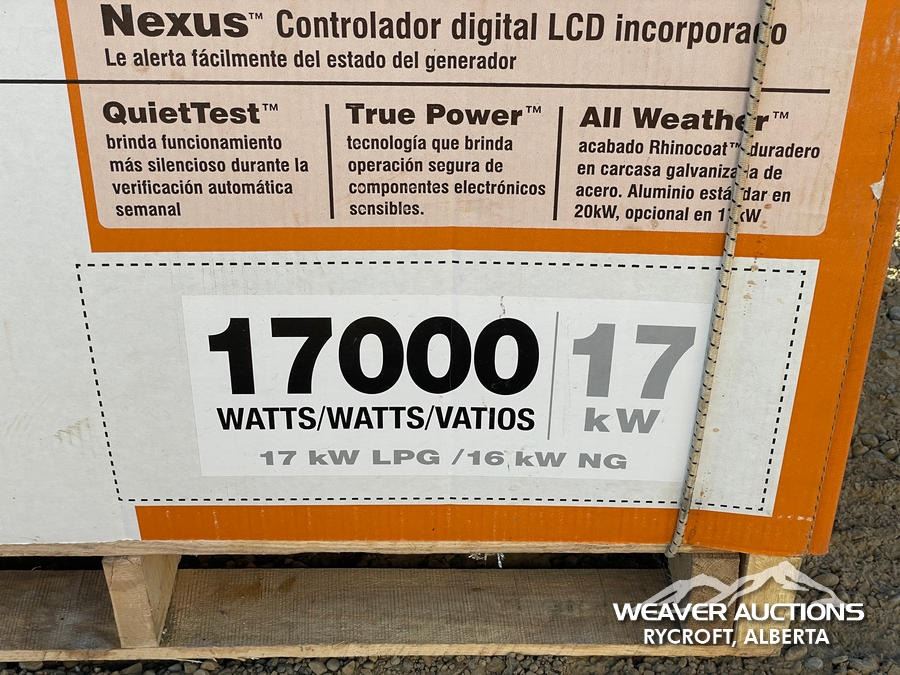 Nexus™ Controlador digital LCD incorporado
Le alerta fácilmente del estado del generador
QuietTest™
brinda funcionamiento
más silencioso durante la
verificación automática
semanal
True Power™
tecnología que brinda
operación segura de
componentes electrónicos
sensibles.
All Weather™
acabado Rhinocoat™ duradero
en carcasa galvanizada de
acero. Aluminio estándar en
20kW, opcional en
17000
WATTS/WATTS/VATIOS
17
kW
17 kW LPG /16 kW NG
WEAVER AUCTIONS
RYCROFT, ALBERTA